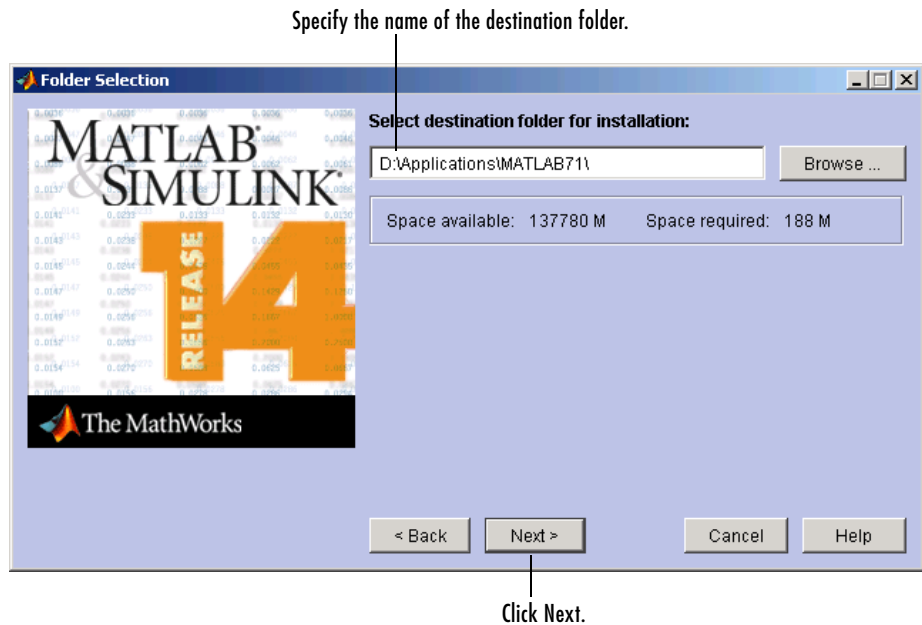 Specify the name of the destination folder.
Folder Selection
MATLAB®
&SIMULINK®
RELEASE
14
The MathWorks
Select destination folder for installation:
D:\Applications\MATLAB71\
Browse ...
Space available: 137780 M Space required: 188 M
< Back
Next >
Cancel
Help
Click Next.